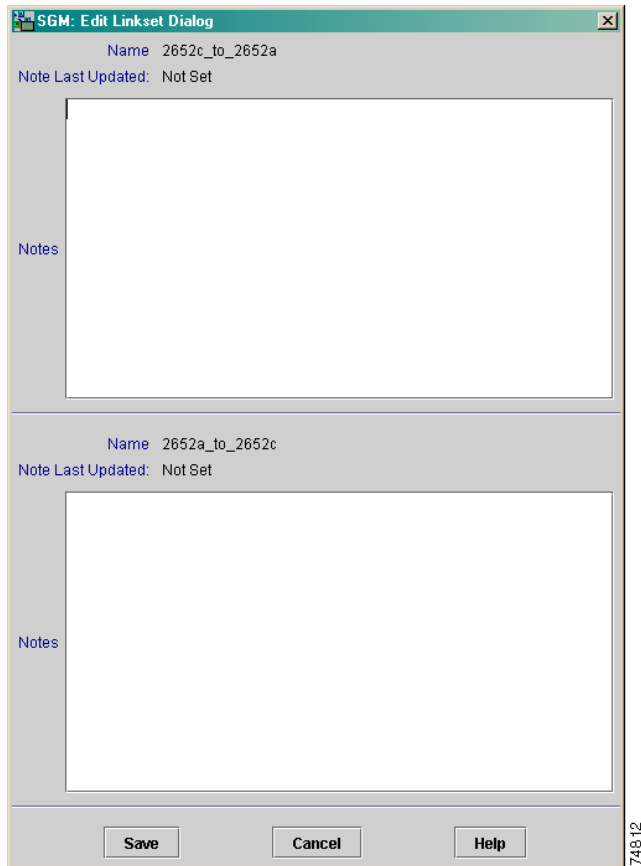 SGM: Edit Linkset Dialog
Name 2652c_to_2652a
Note Last Updated: Not Set
Notes
Name 2652a_to_2652c
Note Last Updated: Not Set
Notes
Save Cancel Help
74912